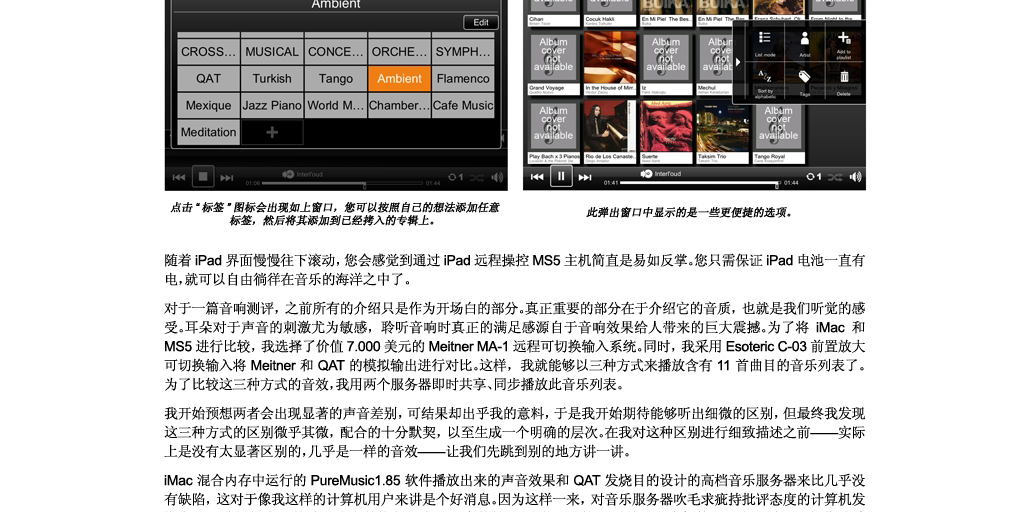 Ambient
Edit
CROSS... MUSICAL CONCE... ORCHE... SYMPH...
QAT Turkish Tango Ambient Flamenco
Mexique Jazz Piano World M... Chamber... Cafe Music
Meditation +
InterFoud
01:06 01:44 1
Cihan Cocuk Hakli En Mi Piel_The Bes... En Mi Piel_The Bes...
Album cover not available
Album cover not available
Album cover not available
Album cover not available
Grand Voyage In the House of Mirr... Iz Mechul
Album cover not available
Album cover not available
Play Bach x 3 Pianos Rio de Los Canaste... Suerte Taksim Trio Tango Royal
List mode Artist Add to playlist
Sort by alphabetic Tags Delete
InterFoud
01:41 01:44 1
点击“标签”图标会出现如上窗口，您可以按照自己的想法添加任意
标签，然后将其添加到已经拷入的专辑上。
此弹出窗口中显示的是一些更便捷的选项。
随着 iPad 界面慢慢往下滚动，您会感觉到通过 iPad 远程操控 MS5 主机简直是易如反掌。您只需保证 iPad 电池一直有
电，就可以自由徜徉在音乐的海洋之中了。
对于一篇音响测评，之前所有的介绍只是作为开场白的部分。真正重要的部分在于介绍它的音质，也就是我们听觉的感
受。耳朵对于声音的刺激尤为敏感，聆听音响时真正的满足感源自于音响效果给人带来的巨大震撼。为了将 iMac 和
MS5 进行比较，我选择了价值 7.000 美元的 Meitner MA-1 远程可切换输入系统。同时，我采用 Esoteric C-03 前置放大
可切换输入将 Meitner 和 QAT 的模拟输出进行对比。这样，我就能够以三种方式来播放含有 11 首曲目的音乐列表了。
为了比较这三种方式的音效，我用两个服务器即时共享、同步播放此音乐列表。
我开始预想两者会出现显著的声音差别，可结果却出乎我的意料，于是我开始期待能够听出细微的区别，但最终我发现
这三种方式的区别微乎其微，配合的十分默契，以至生成一个明确的层次。在我对这种区别进行细致描述之前——实际
上是没有太显著区别的，几乎是一样的音效——让我们先跳到别的地方讲一讲。
iMac 混合内存中运行的 PureMusic1.85 软件播放出来的声音效果和 QAT 发烧目的设计的高档音乐服务器来比几乎没
有缺陷，这对于像我这样的计算机用户来讲是个好消息。因为这样一来，对音乐服务器吹毛求疵持批评态度的计算机发